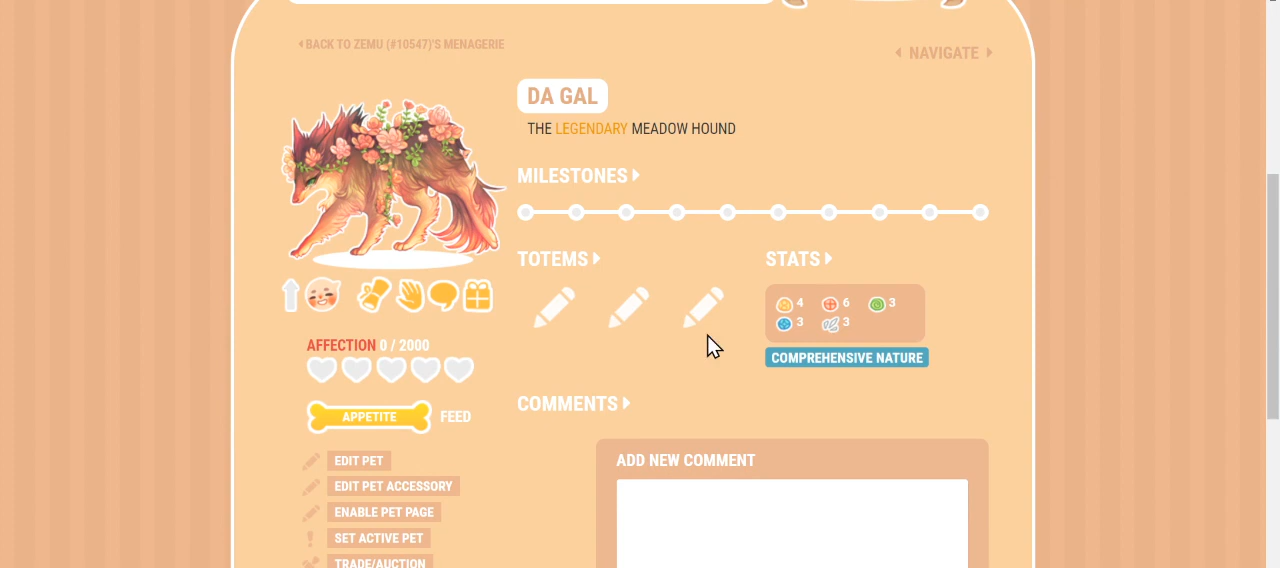 BACK TO ZEMU (#10547)'S MENAGERIE
NAVIGATE
DA GAL
THE LEGENDARY MEADOW HOUND
MILESTONES
TOTEMS
STATS
4 6 3
3 3
COMPREHENSIVE NATURE
AFFECTION 0 / 2000
APPETITE FEED
EDIT PET
EDIT PET ACCESSORY
ENABLE PET PAGE
SET ACTIVE PET
TRADE/AUCTION
COMMENTS
ADD NEW COMMENT